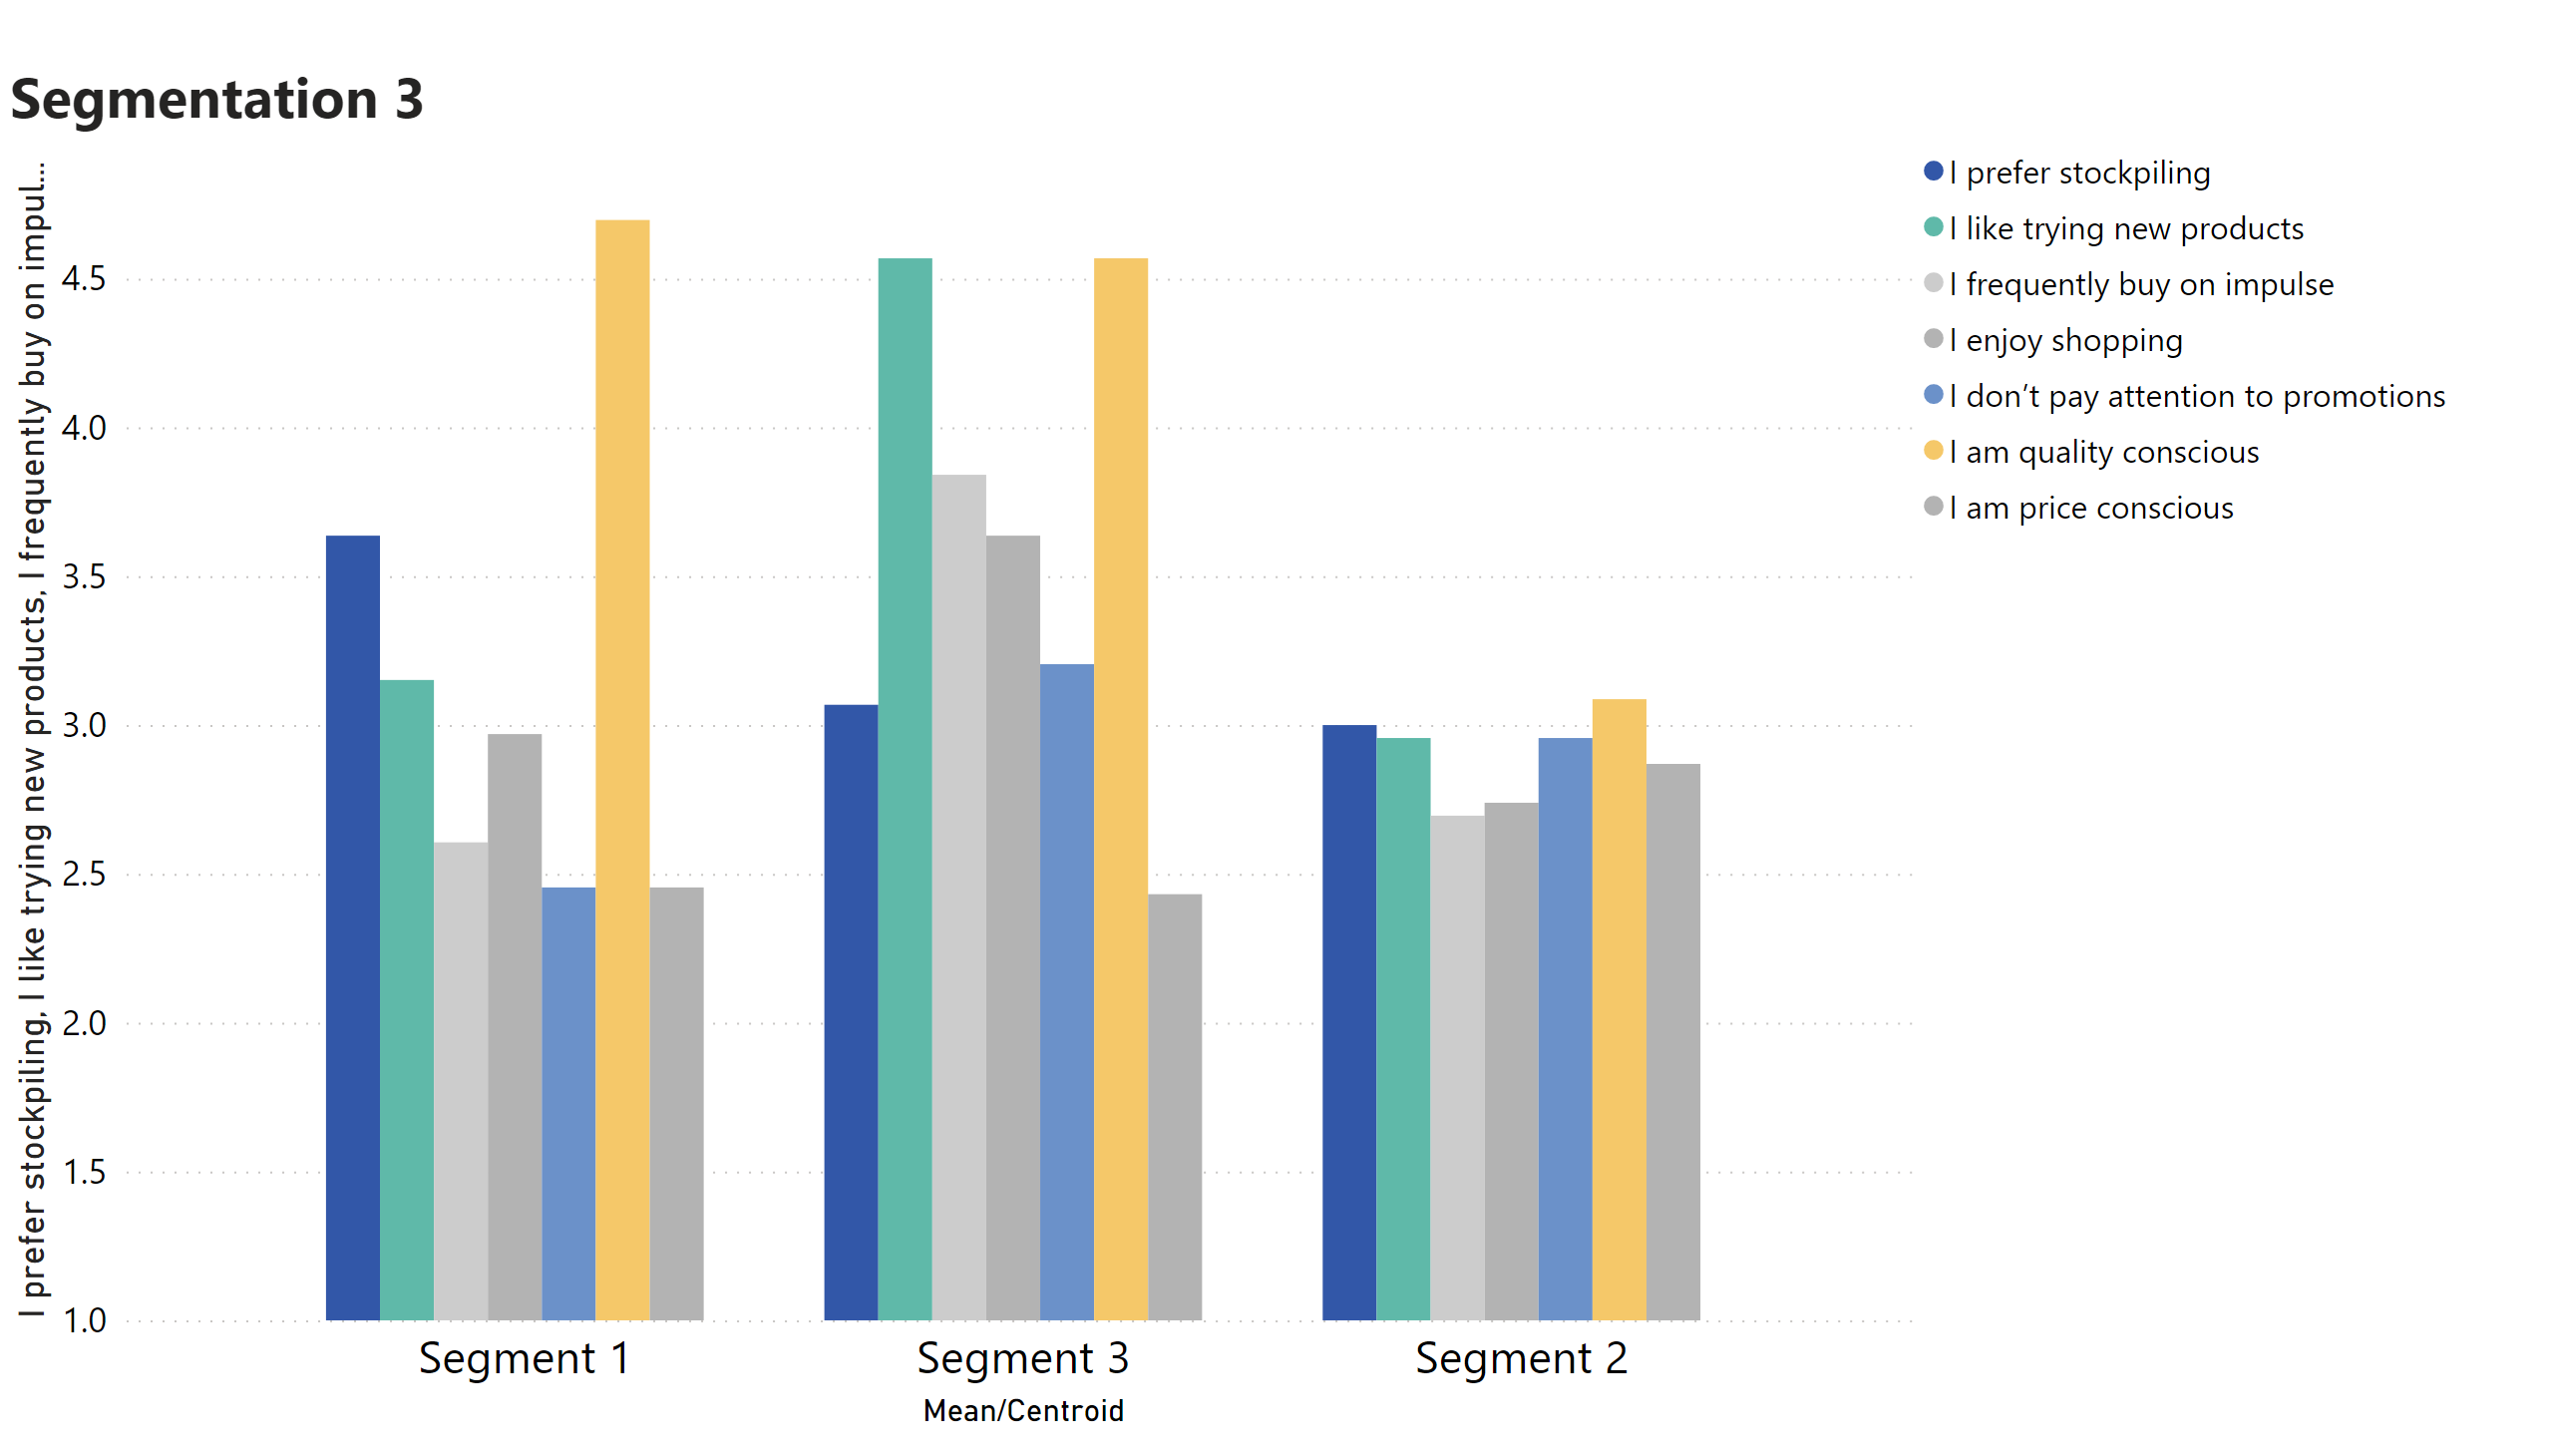 Segmentation 3
I prefer stockpiling, I like trying new products, I frequently buy on impul...
4.5
4.0
3.5
3.0
2.5
2.0
1.5
1.0
Segment 1
Segment 3
Segment 2
Mean/Centroid
I prefer stockpiling
I like trying new products
I frequently buy on impulse
I enjoy shopping
I don’t pay attention to promotions
I am quality conscious
I am price conscious